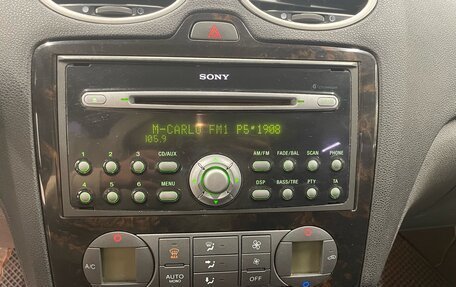 SONY
M-CARLO FM1 P5*1908
105.9
1 2 3 CD/AUX AM/FM FADE/BAL SCAN PHONE
4 5 6 MENU DSP BASS/TRE PTY TA
A/C
AUTO
MONO
OFF